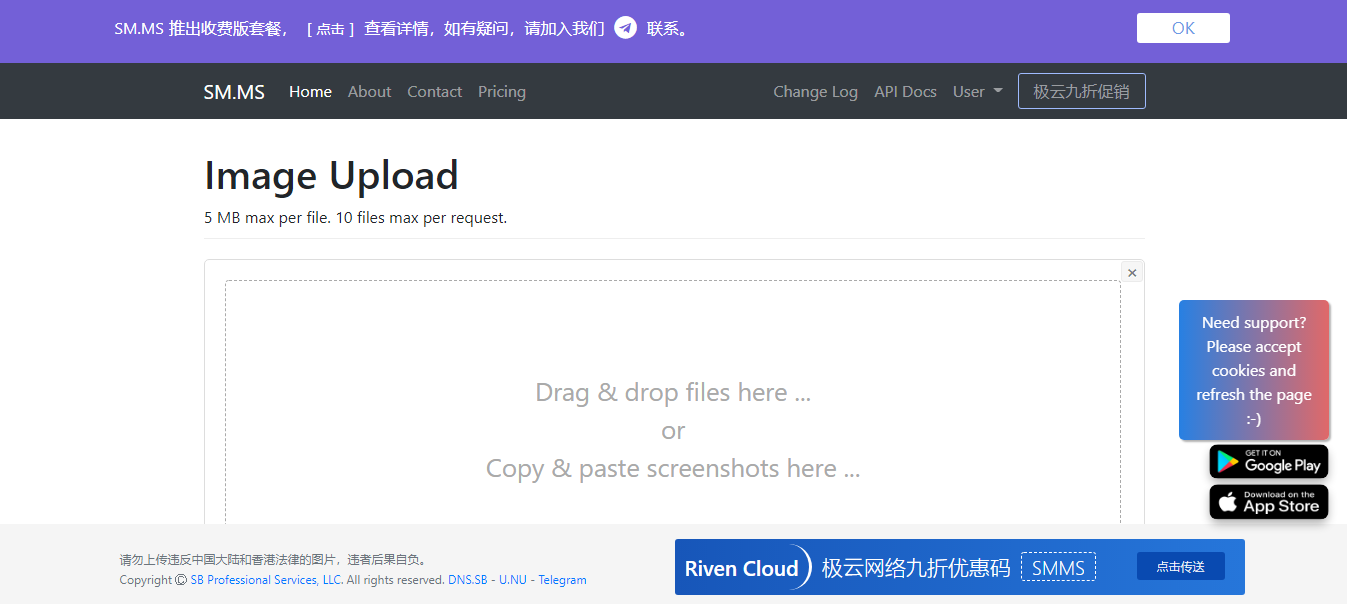 SM.MS 推出收费版套餐， [ 点击 ] 查看详情，如有疑问，请加入我们 联系。
OK
SM.MS Home About Contact Pricing Change Log API Docs User 极云九折促销
Image Upload
5 MB max per file. 10 files max per request.
×
Drag & drop files here ...
or
Copy & paste screenshots here ...
Need support?
Please accept
cookies and
refresh the page
:-)
GET IT ON
Google Play
Download on the
App Store
请勿上传违反中国大陆和香港法律的图片，违者后果自负。
Copyright © SB Professional Services, LLC. All rights reserved. DNS.SB - U.NU - Telegram
Riven Cloud 极云网络九折优惠码 SMMS 点击传送